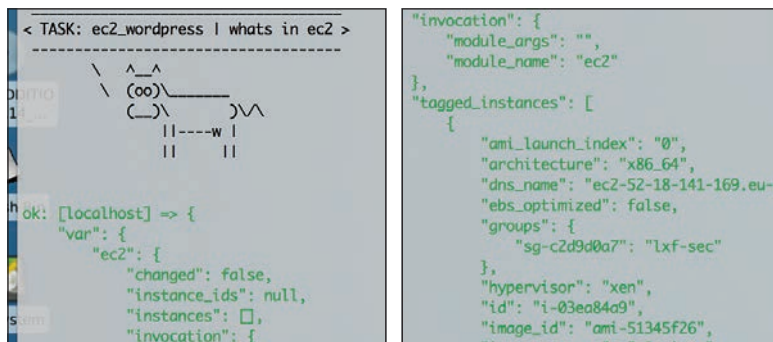 < TASK: ec2_wordpress | whats in ec2 >
----------------------------------------
\   ^__^
\  (oo)\_______
(__)\       )\/\
||----w |
||     ||
ok: [localhost] => {
"var": {
"ec2": {
"changed": false,
"instance_ids": null,
"instances": [],
"invocation": {
"invocation": {
"module_args": "",
"module_name": "ec2"
},
"tagged_instances": [
{
"ami_launch_index": "0",
"architecture": "x86_64",
"dns_name": "ec2-52-18-141-169.eu-
"ebs_optimized": false,
"groups": {
"sg-c2d9d0a7": "lxf-sec"
},
"hypervisor": "xen",
"id": "i-03ea84a9",
"image_id": "ami-51345f26",